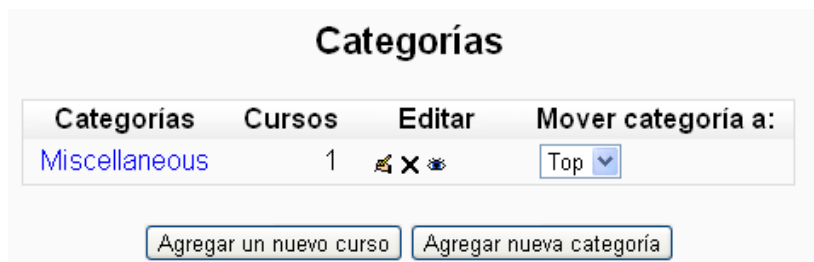 Categorías
Categorías Cursos Editar Mover categoría a:
Miscellaneous 1 Top
Agregar un nuevo curso Agregar nueva categoría